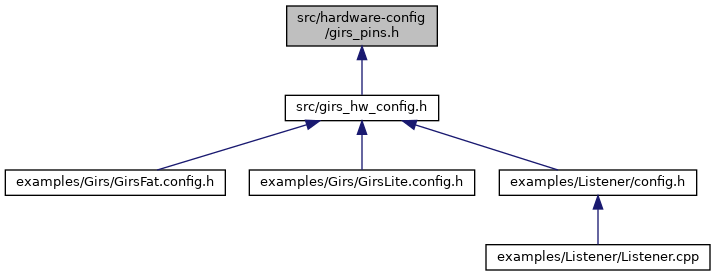 src/hardware-config
/girs_pins.h
src/girs_hw_config.h
examples/Girs/GirsFat.config.h
examples/Girs/GirsLite.config.h
examples/Listener/config.h
examples/Listener/Listener.cpp